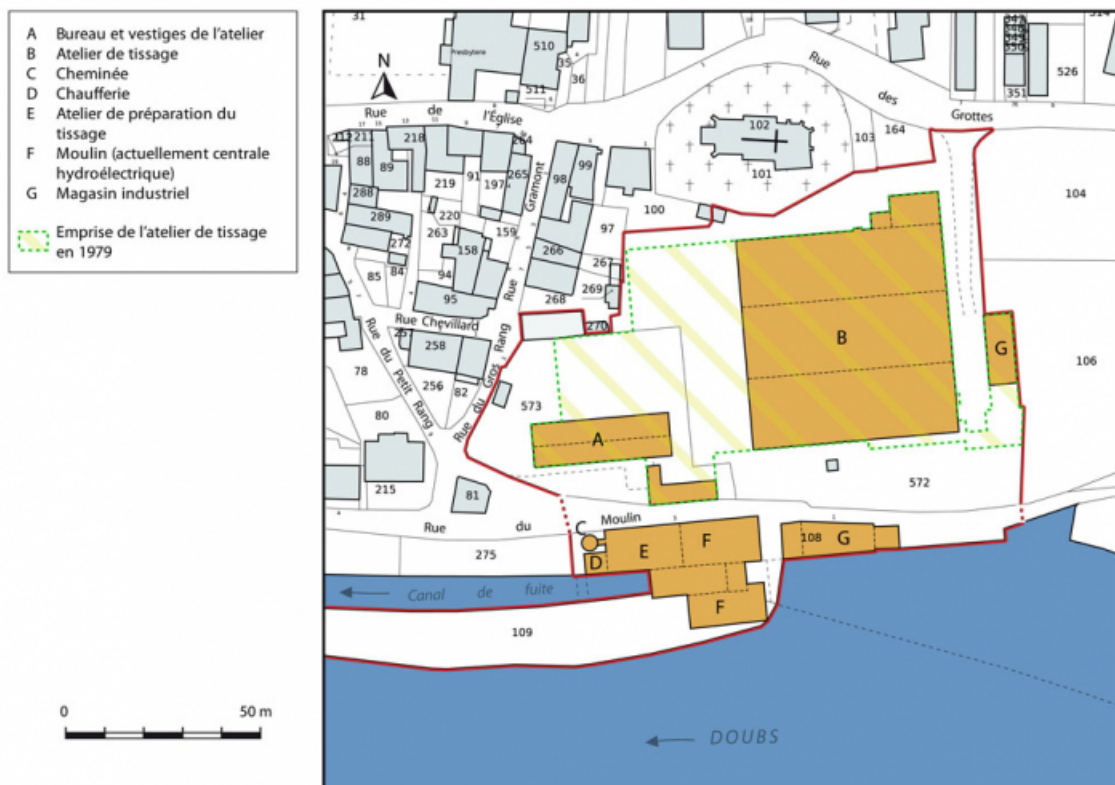 A Bureau et vestiges de l'atelier
B Atelier de tissage
C Cheminée
D Chaufferie
E Atelier de préparation du
tissage
F Moulin (actuellement centrale
hydroélectrique)
G Magasin industriel
Emprise de l'atelier de tissage
en 1979
0 50 m
N
31
Presbytère
510
35
36
511
526
351
Rue de l'Église
Rue des Grottes
212 211
218
264
88
89
91
219
197
265
98
99
102
103
164
101
104
288
289
220
263
159
100
97
272
158
266
267
85
84
94
95
268
269
270
Rue Gramont
Rue Chevillard
257
258
256
82
78
80
Rue du Petit Rang
Rue du Gros Rang
573
B
G
106
A
215
81
572
Rue du Moulin
C
D
E
F
108
G
275
F
Canal de fuite
109
DOUBS